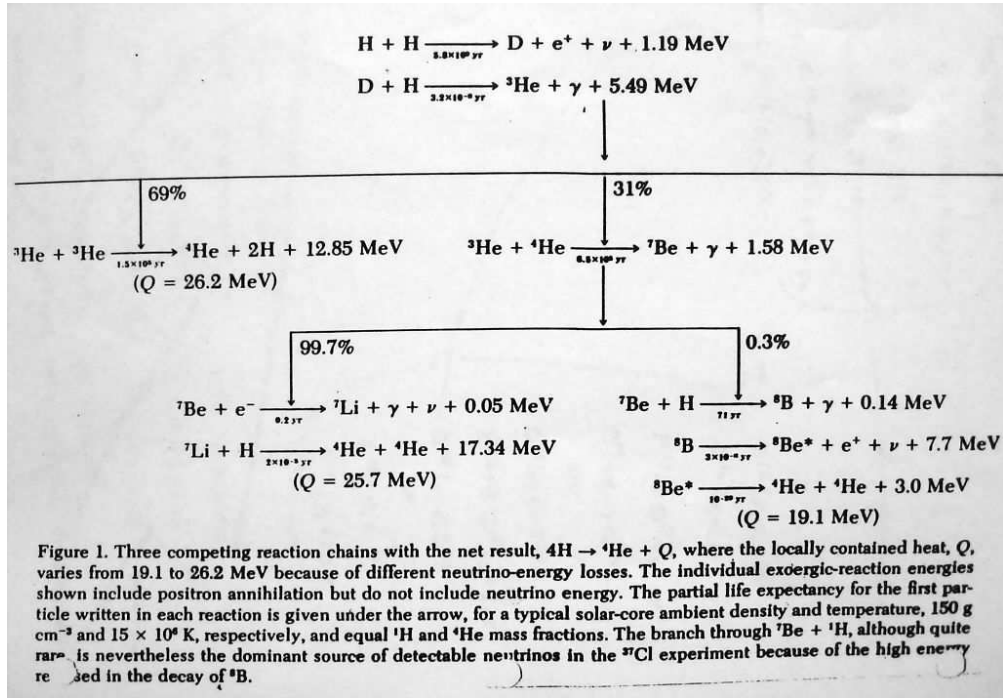 H + H → D + e⁺ + ν + 1.19 MeV
D + H → ³He + γ + 5.49 MeV
3.2×10⁻⁸ yr
69%
31%
³He + ³He → ⁴He + 2H + 12.85 MeV
(Q = 26.2 MeV)
³He + ⁴He → ⁷Be + γ + 1.58 MeV
99.7%
0.3%
⁷Be + e⁻ → ⁷Li + γ + ν + 0.05 MeV
0.2 yr
⁷Li + H → ⁴He + ⁴He + 17.34 MeV
(Q = 25.7 MeV)
⁷Be + H → ⁸B + γ + 0.14 MeV
71 yr
⁸B → ⁸Be* + e⁺ + ν + 7.7 MeV
⁸Be* → ⁴He + ⁴He + 3.0 MeV
(Q = 19.1 MeV)
Figure 1. Three competing reaction chains with the net result, 4H → ⁴He + Q, where the locally contained heat, Q,
varies from 19.1 to 26.2 MeV because of different neutrino-energy losses. The individual exoergic-reaction energies
shown include positron annihilation but do not include neutrino energy. The partial life expectancy for the first par-
ticle written in each reaction is given under the arrow, for a typical solar-core ambient density and temperature, 150 g
cm⁻³ and 15 × 10⁶ K, respectively, and equal ¹H and ⁴He mass fractions. The branch through ⁷Be + ¹H, although quite
is nevertheless the dominant source of detectable neutrinos in the ³⁷Cl experiment because of the high energy
in the decay of ⁸B.